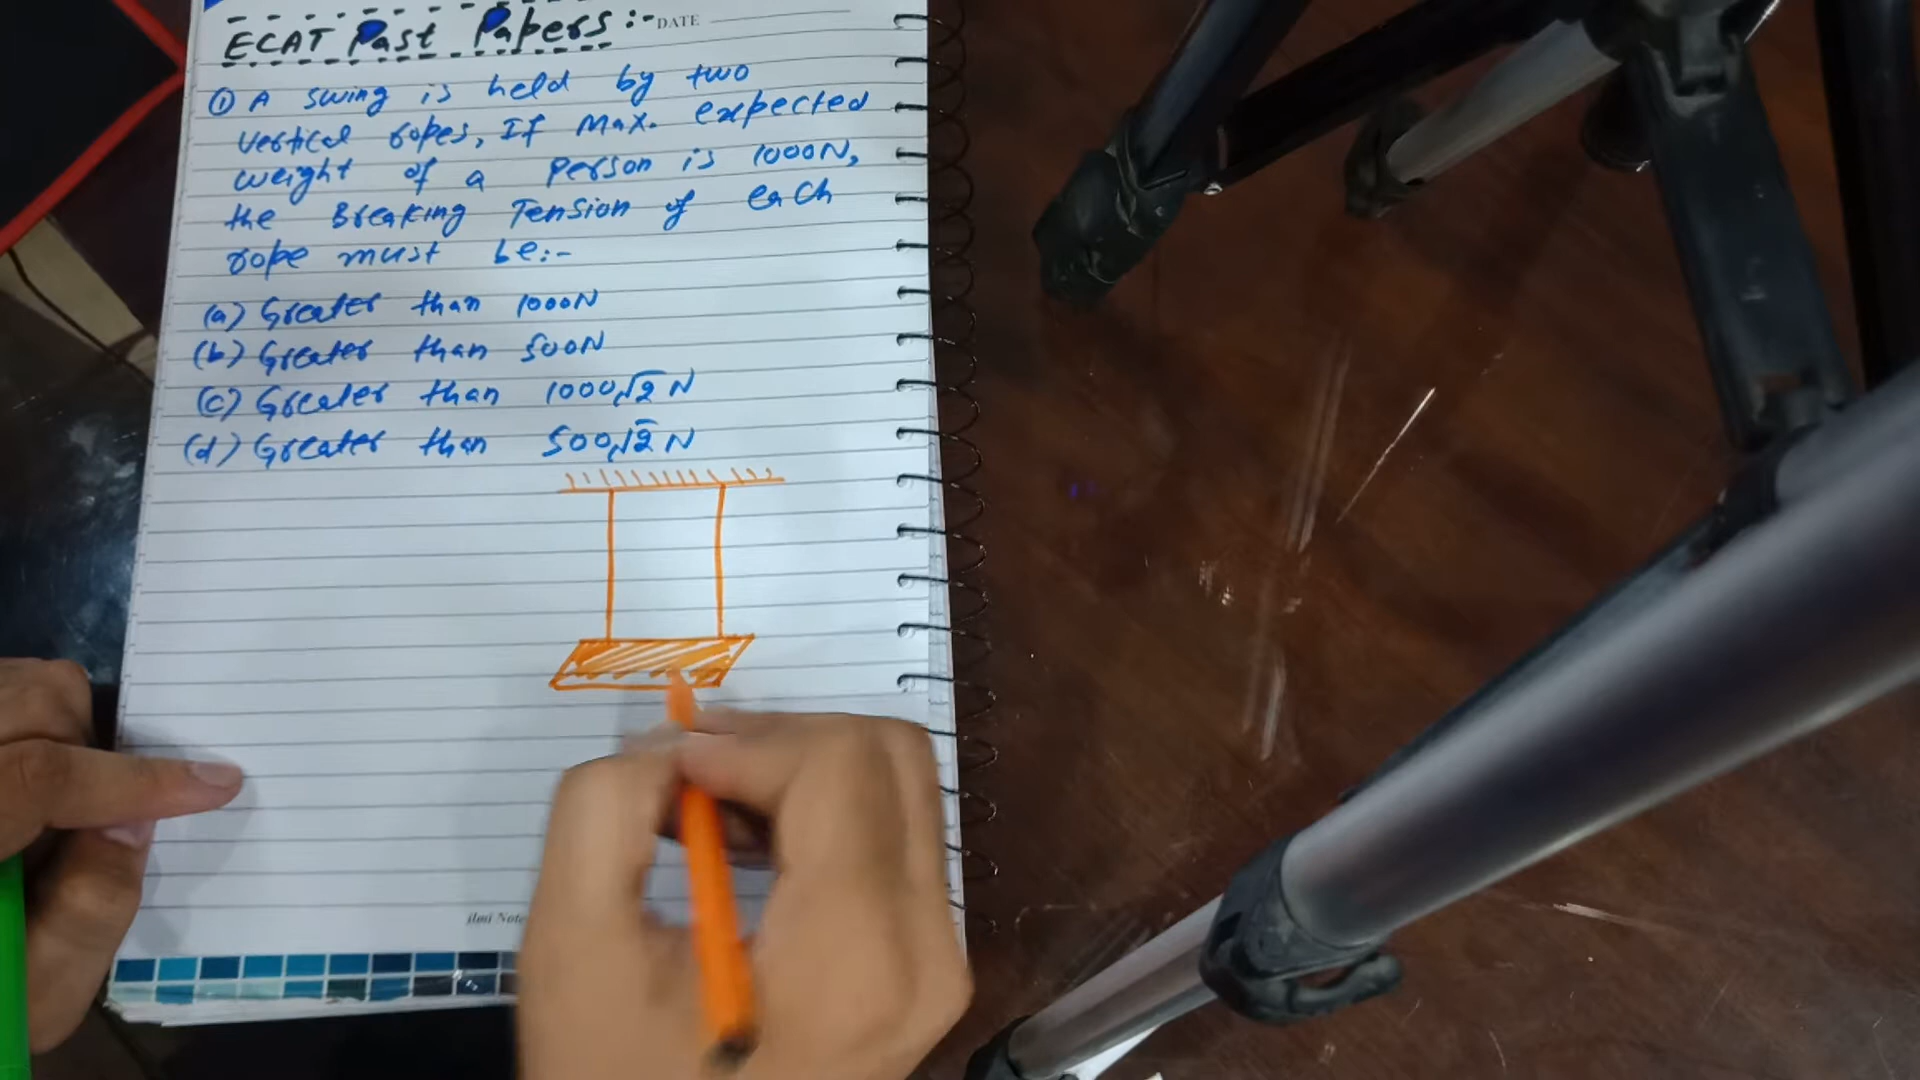 ECAT Past Papers:-
DATE
① A swing is held by two
vertical ropes, If Max. expected
weight of a person is 1000N,
the Breaking Tension of each
rope must be:-
(a) Greater than 1000N
(b) Greater than 500N
(c) Greater than 1000√2 N
(d) Greater than 500√2 N
ilmi Note